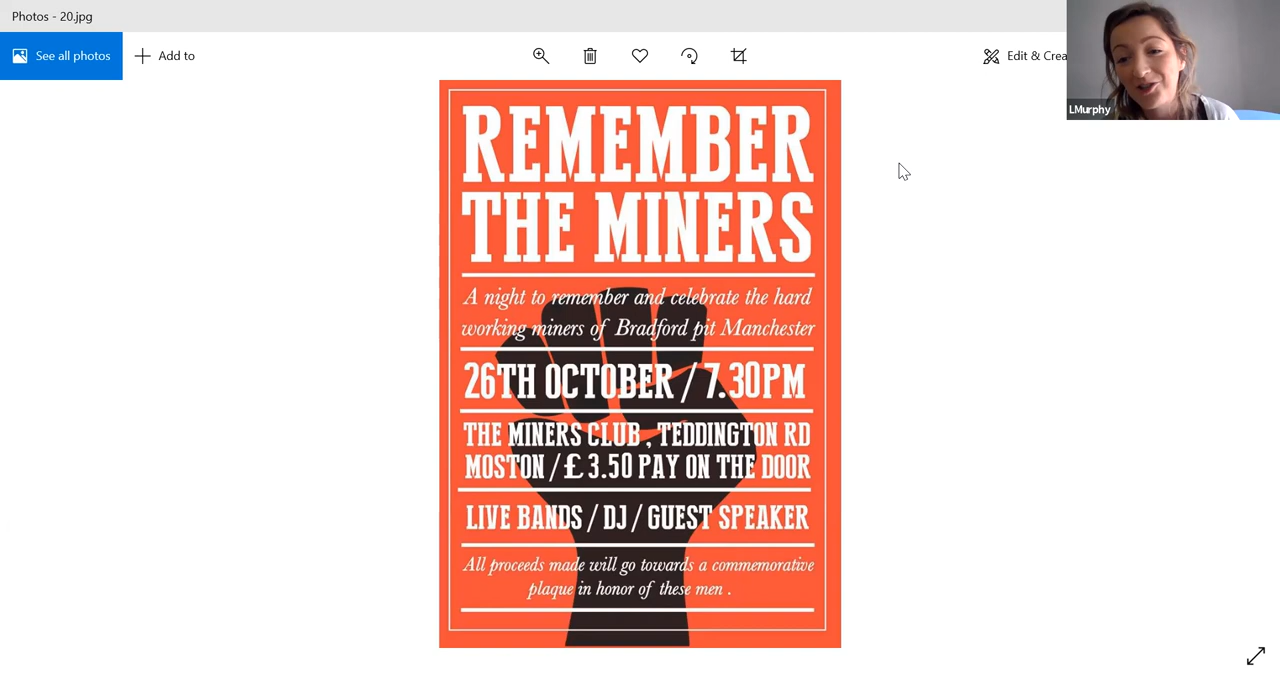 Photos - 20.jpg
See all photos
Add to
Edit & Crea
LMurphy
REMEMBER
THE MINERS
A night to remember and celebrate the hard
working miners of Bradford pit Manchester
26TH OCTOBER / 7.30PM
THE MINERS CLUB , TEDDINGTON RD
MOSTON / £ 3.50 PAY ON THE DOOR
LIVE BANDS / DJ / GUEST SPEAKER
All proceeds made will go towards a commemorative
plaque in honor of these men .